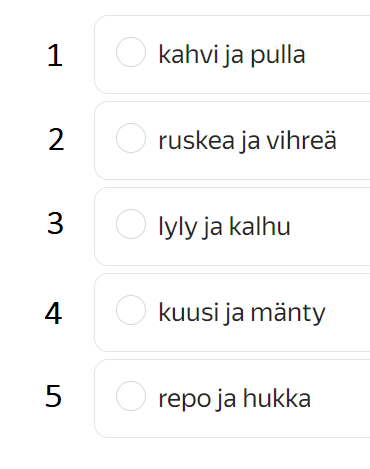 1 kahvi ja pulla
2 ruskea ja vihreä
3 lyly ja kalhu
4 kuusi ja mänty
5 repo ja hukka